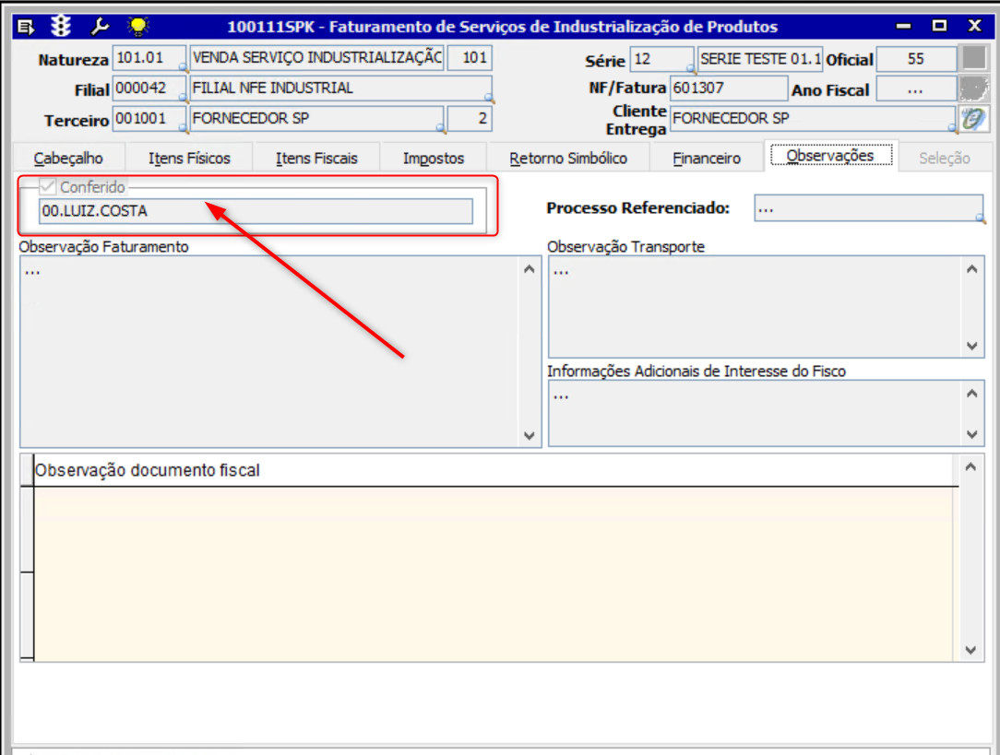 100111SPK - Faturamento de Serviços de Industrialização de Produtos
Natureza 101.01 VENDA SERVIÇO INDUSTRIALIZAÇÃC 101 Série 12 SERIE TESTE 01.1 Oficial 55
Filial 000042 FILIAL NFE INDUSTRIAL NF/Fatura 601307 Ano Fiscal ...
Terceiro 001001 FORNECEDOR SP 2 Cliente Entrega FORNECEDOR SP
Cabeçalho Itens Físicos Itens Fiscais Impostos Retorno Simbólico Financeiro Observações Seleção
Conferido
00.LUIZ.COSTA
Processo Referenciado: ...
Observação Faturamento
...
Observação Transporte
...
Informações Adicionais de Interesse do Fisco
...
Observação documento fiscal